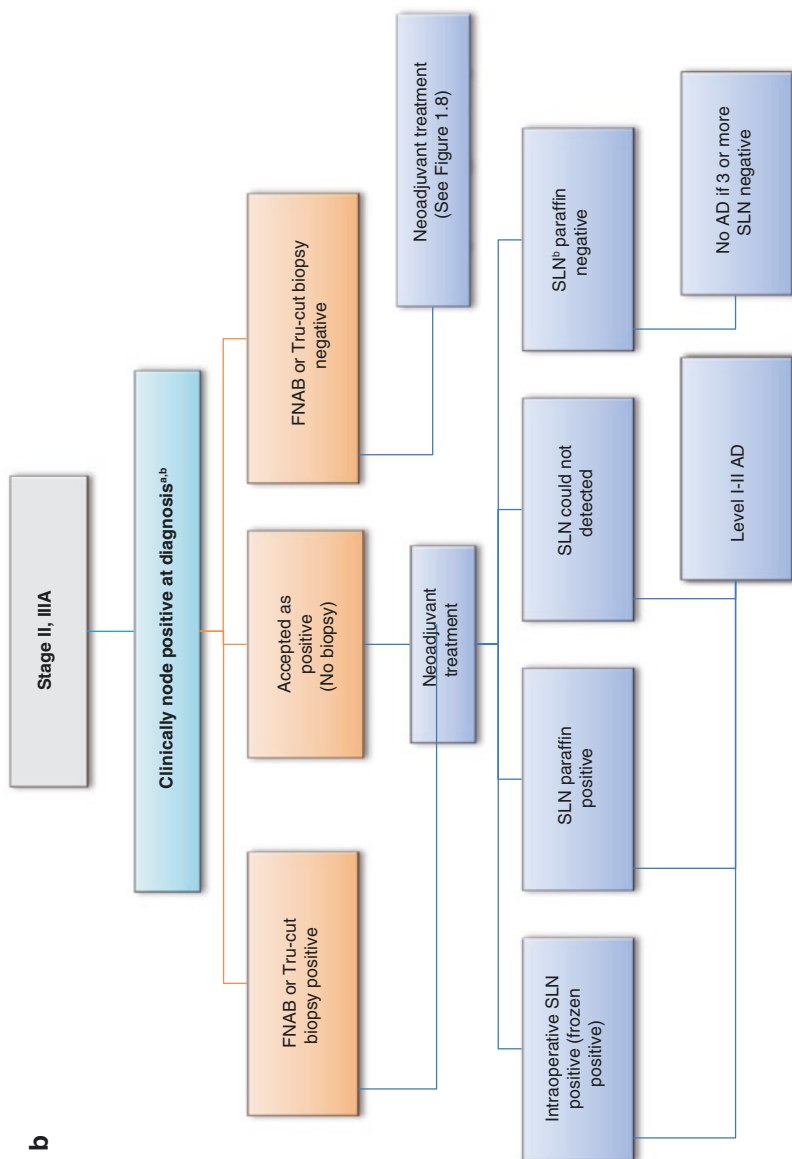 b
Stage II, IIIA
Clinically node positive at diagnosisᵃ,ᵇ
FNAB or Tru-cut
biopsy positive
Accepted as
positive
(No biopsy)
FNAB or Tru-cut biopsy
negative
Neoadjuvant
treatment
Neoadjuvant treatment
(See Figure 1.8)
Intraoperative SLN
positive (frozen
positive)
SLN paraffin
positive
SLN could not
detected
SLNᵇ paraffin
negative
Level I-II AD
No AD if 3 or more
SLN negative